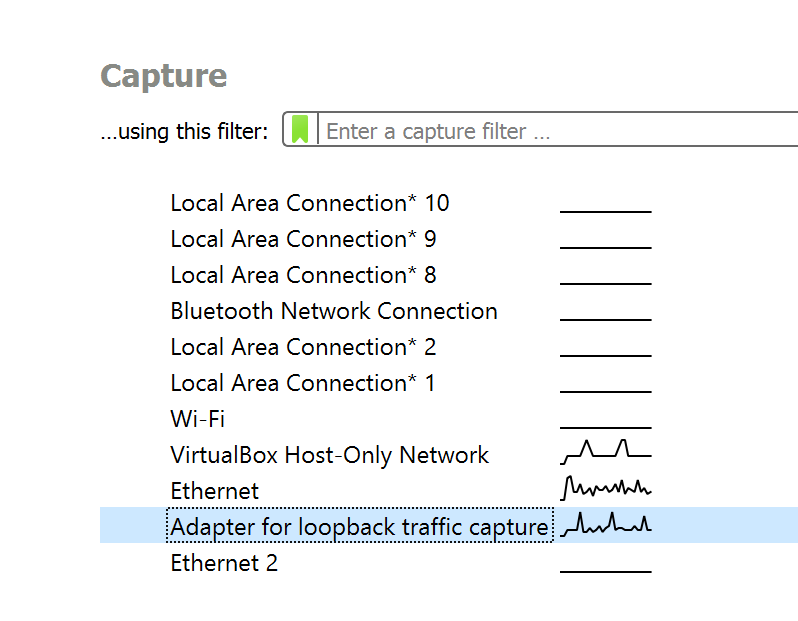 Capture
...using this filter: Enter a capture filter ...
Local Area Connection* 10
Local Area Connection* 9
Local Area Connection* 8
Bluetooth Network Connection
Local Area Connection* 2
Local Area Connection* 1
Wi-Fi
VirtualBox Host-Only Network
Ethernet
Adapter for loopback traffic capture
Ethernet 2